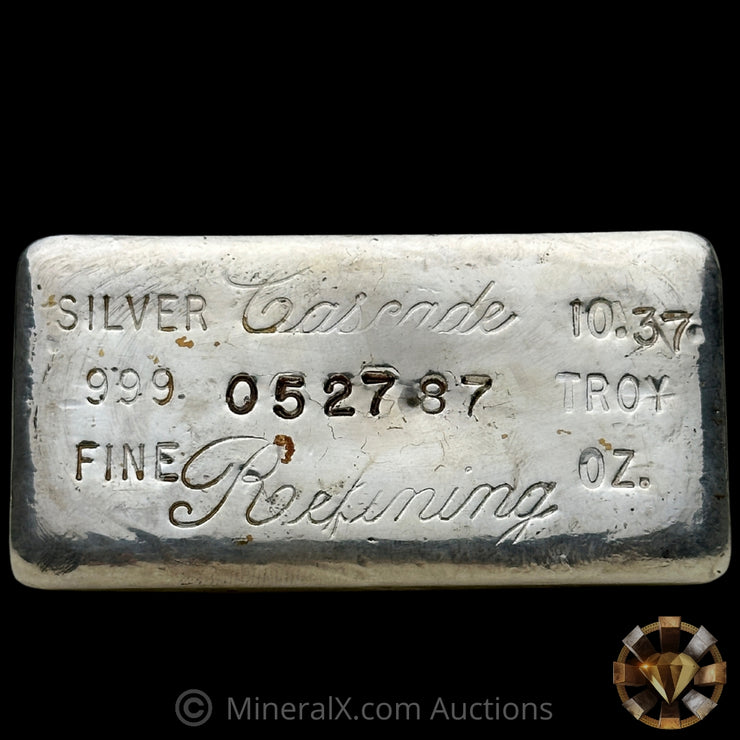 SILVER Cascade 10.37
999 052787 TROY
FINE Refining OZ.
© MineralX.com Auctions